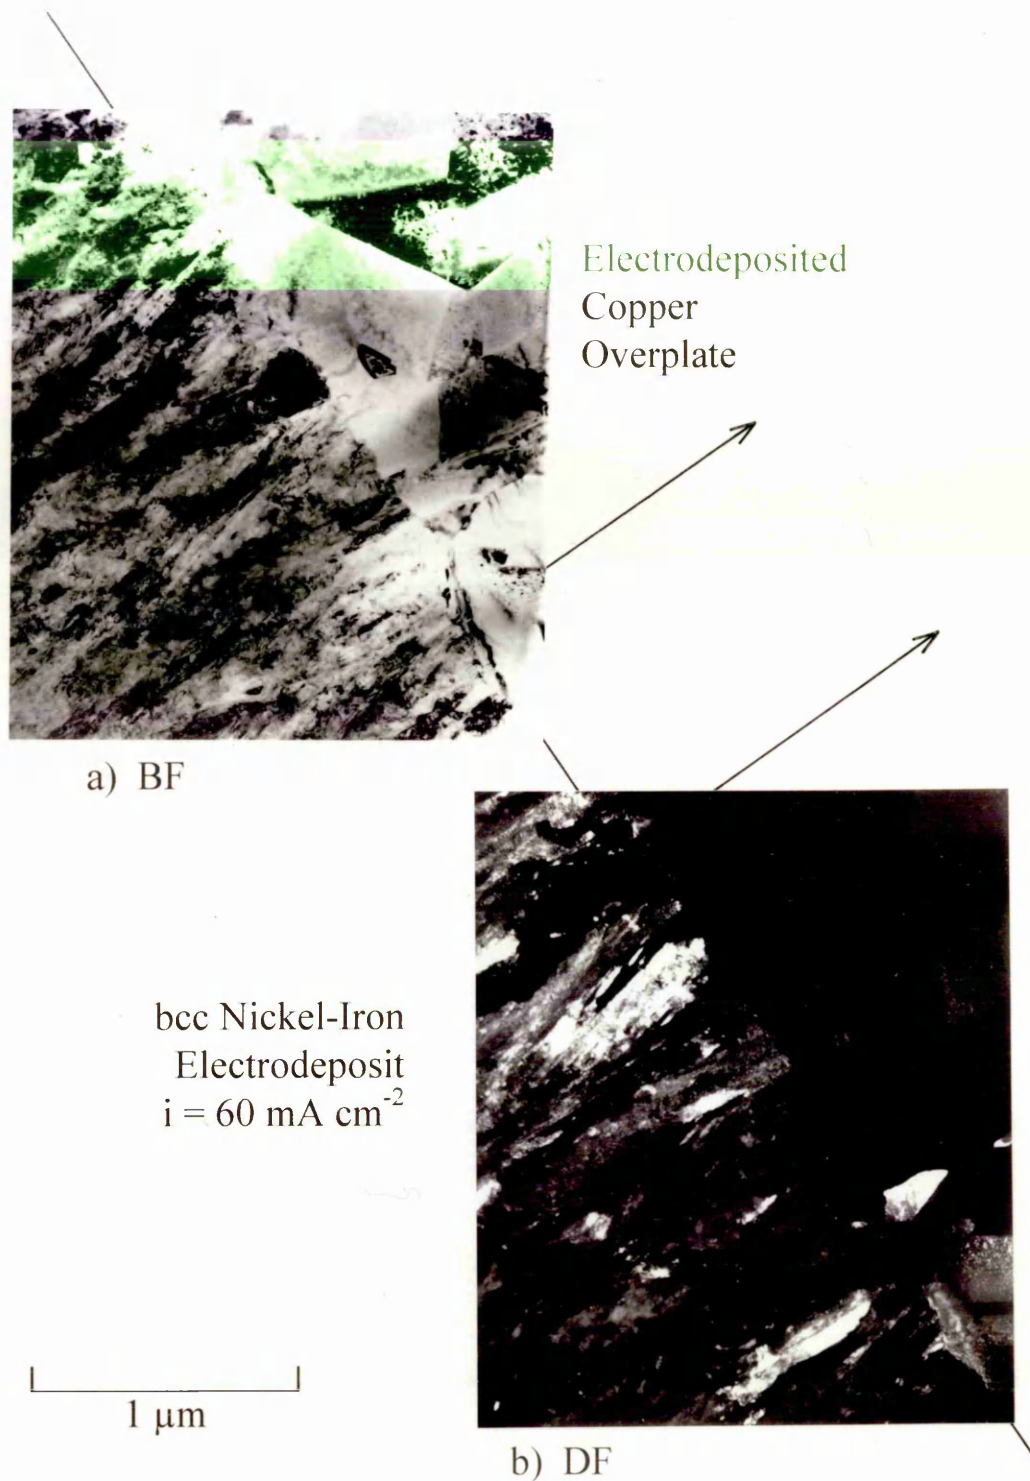 Electrodeposited
Copper
Overplate
a) BF
bcc Nickel-Iron
Electrodeposit
i = 60 mA cm⁻²
1 µm
b) DF